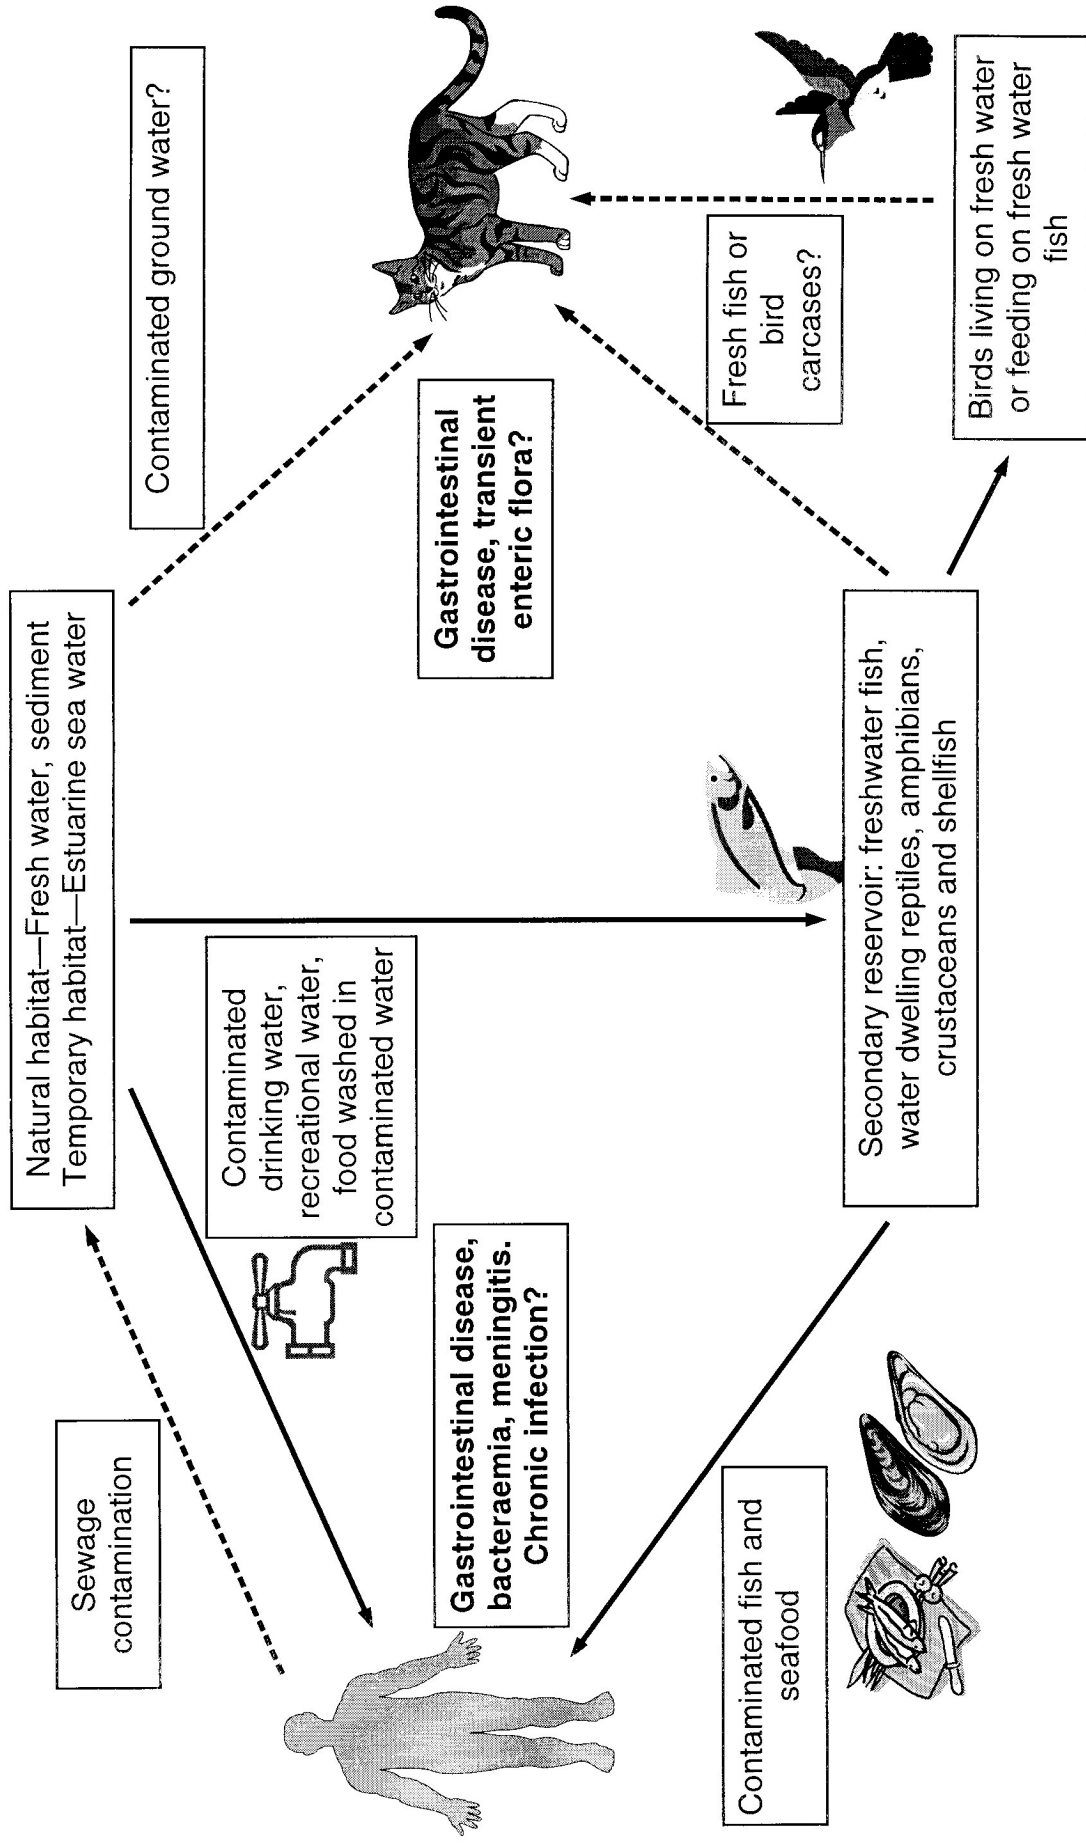 Sewage
contamination
Natural habitat—Fresh water, sediment
Temporary habitat—Estuarine sea water
Contaminated ground water?
Contaminated
drinking water,
recreational water,
food washed in
contaminated water
Gastrointestinal disease,
bacteraemia, meningitis.
Chronic infection?
Gastrointestinal
disease, transient
enteric flora?
Contaminated fish and
seafood
Secondary reservoir: freshwater fish,
water dwelling reptiles, amphibians,
crustaceans and shellfish
Fresh fish or
bird
carcases?
Birds living on fresh water
or feeding on fresh water
fish